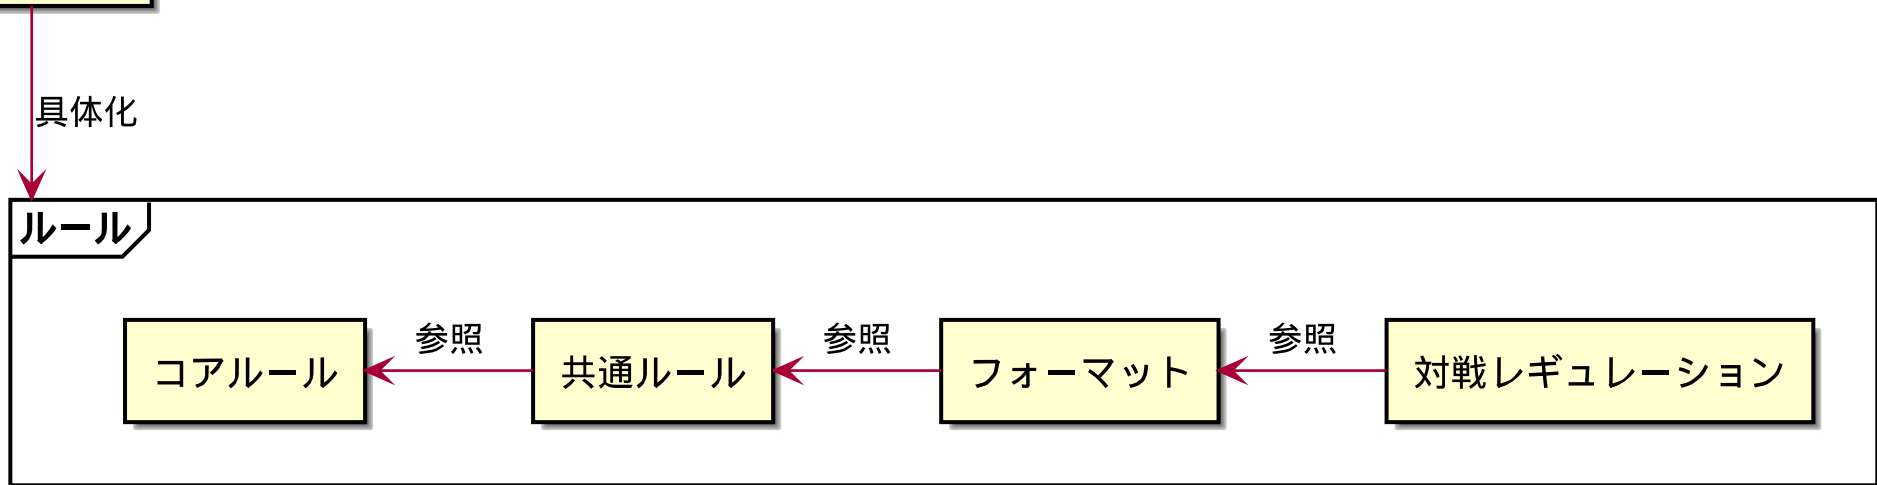 具体化
ルール
参照 参照 参照
コアルール 共通ルール フォーマット 対戦レギュレーション